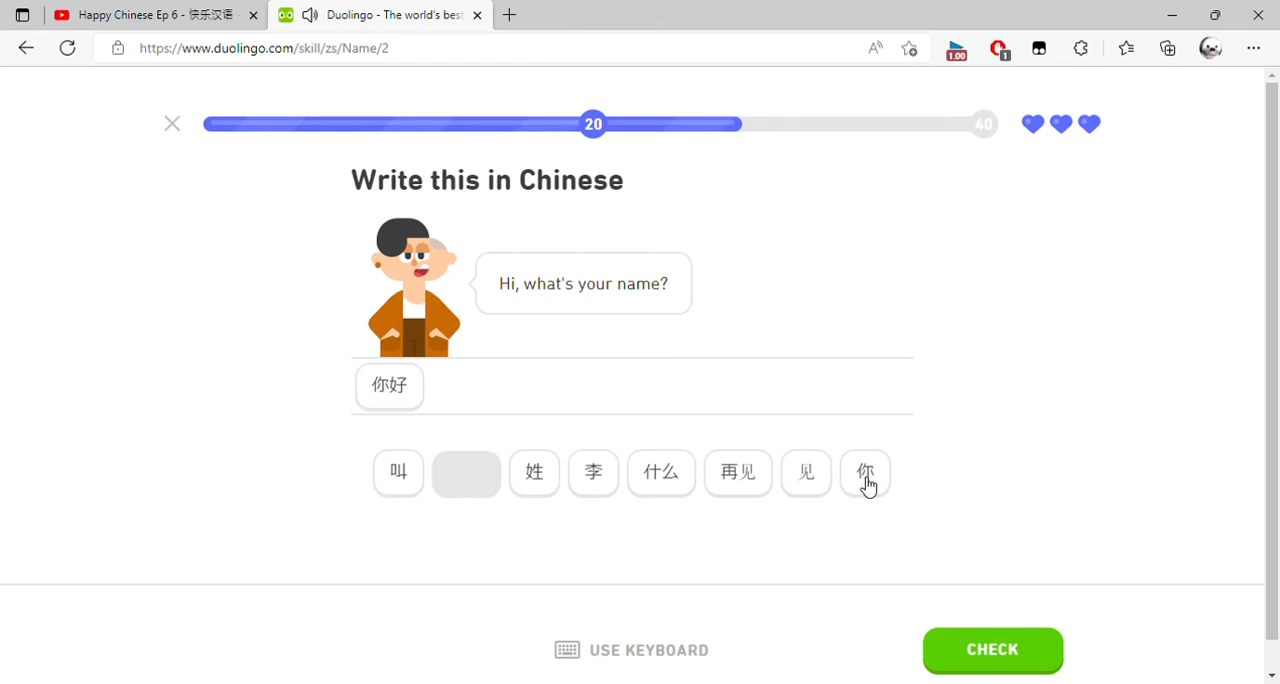 Happy Chinese Ep 6 - 快乐汉语 -
Duolingo - The world's best
https://www.duolingo.com/skill/zs/Name/2
1.00
1
20
40
Write this in Chinese
Hi, what's your name?
你好
叫 姓 李 什么 再见 见 你
USE KEYBOARD
CHECK